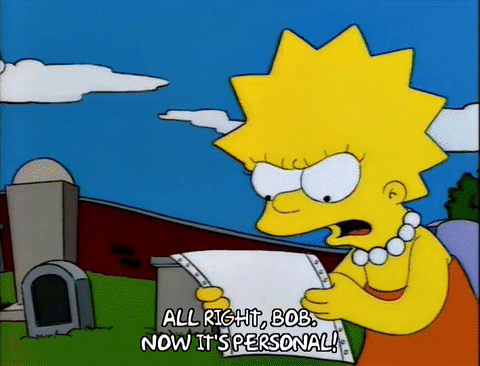 ALL RIGHT, BOB.
NOW IT'S PERSONAL!